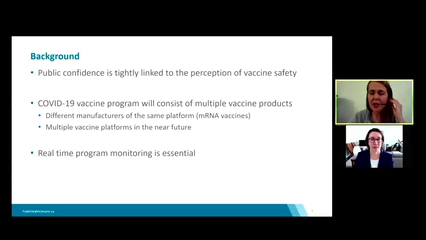 Background
• Public confidence is tightly linked to the perception of vaccine safety
• COVID-19 vaccine program will consist of multiple vaccine products
• Different manufacturers of the same platform (mRNA vaccines)
• Multiple vaccine platforms in the near future
• Real time program monitoring is essential